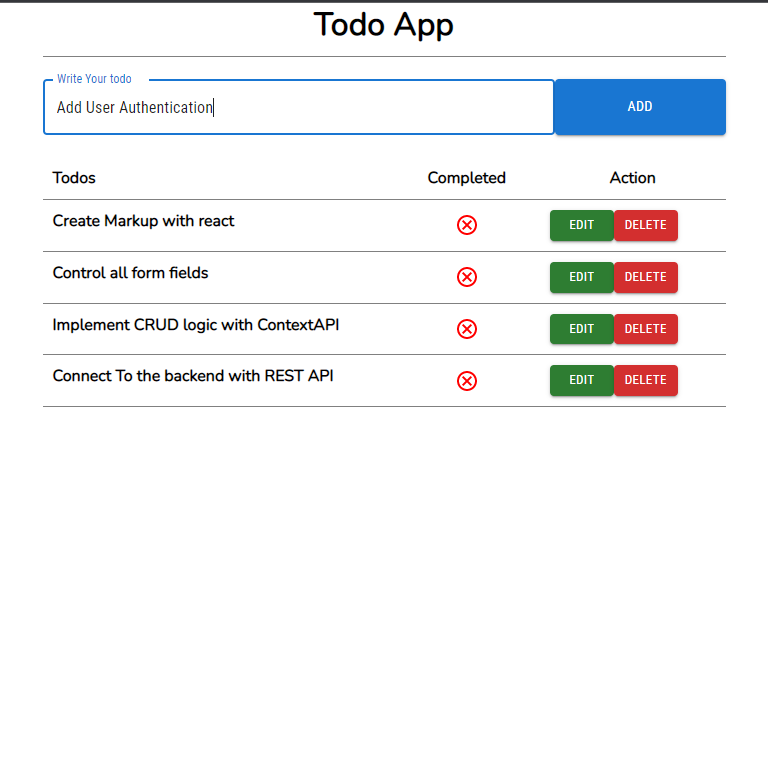 Todo App
Write Your todo
Add User Authentication
ADD
Todos Completed Action
Create Markup with react EDIT DELETE
Control all form fields EDIT DELETE
Implement CRUD logic with ContextAPI EDIT DELETE
Connect To the backend with REST API EDIT DELETE